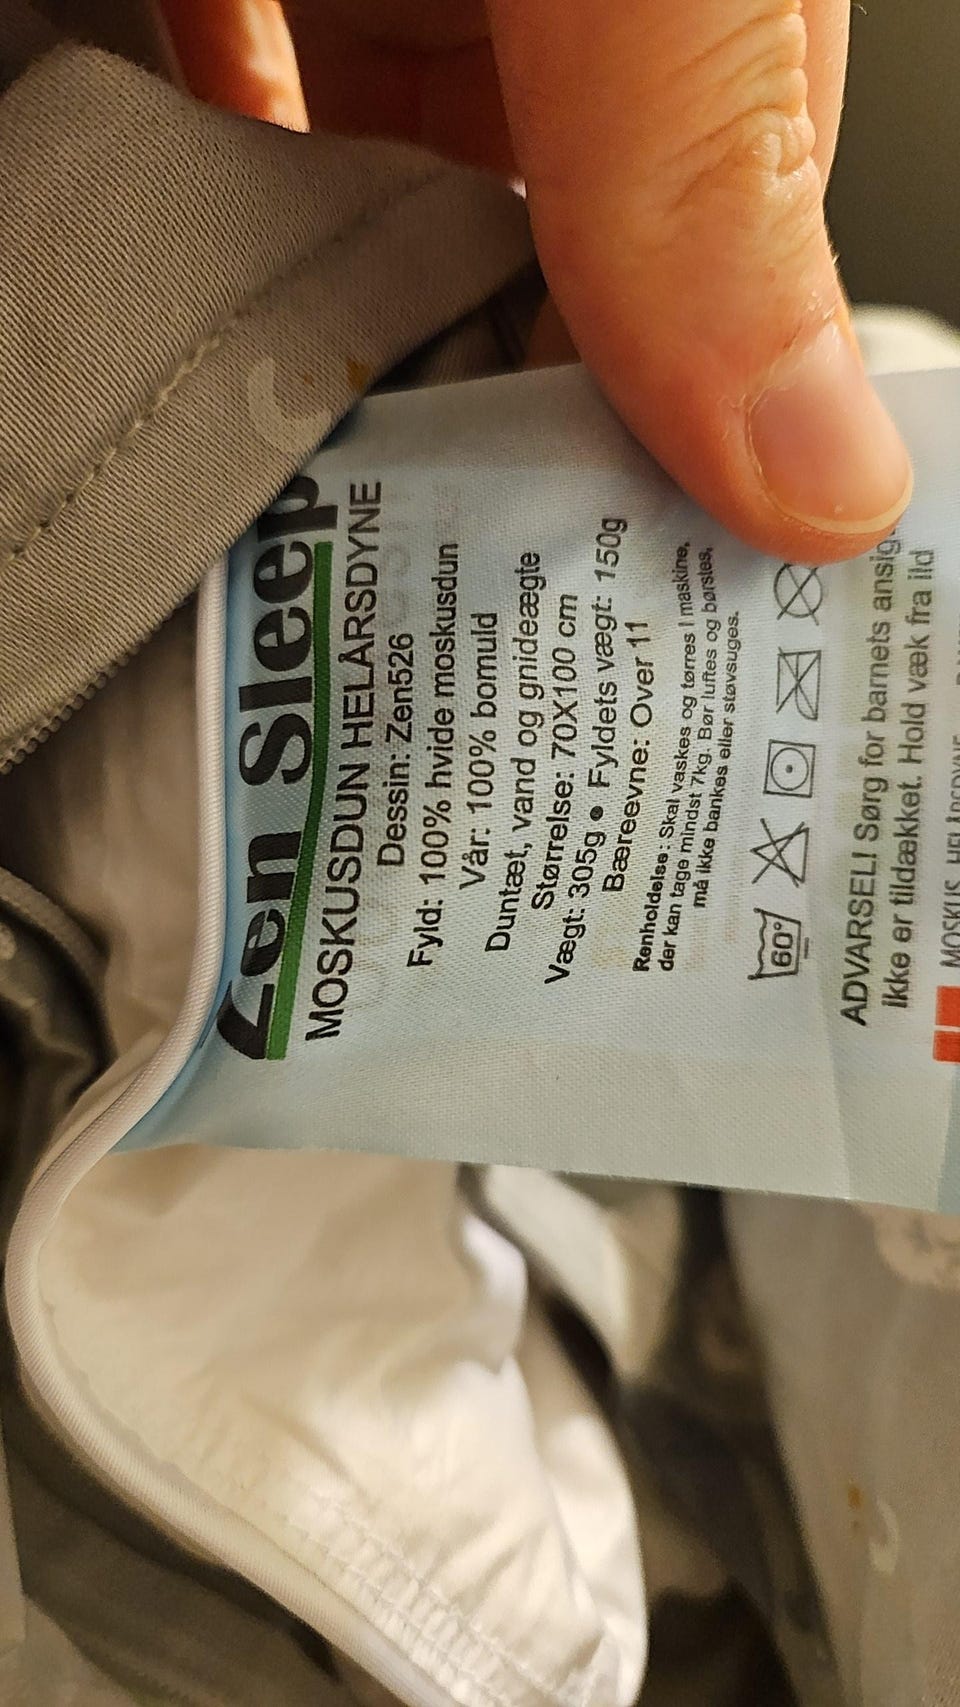 Zen Sleep
MOSKUSDUN HELÅRSDYNE
Dessin: Zen526
Fyld: 100% hvide moskusdun
Vår: 100% bomuld
Duntæt, vand og gnideægte
Størrelse: 70X100 cm
Vægt: 305g ● Fyldets vægt: 150g
Bæreevne: Over 11
Renholdelse: Skal vaskes og tørres I maskine,
der kan tage mindst 7kg. Bør luftes og børstes,
må ikke bankes eller støvsuges.
60°
ADVARSEL! Sørg for barnets ansig
ikke er tildækket. Hold væk fra ild
MOSKUS